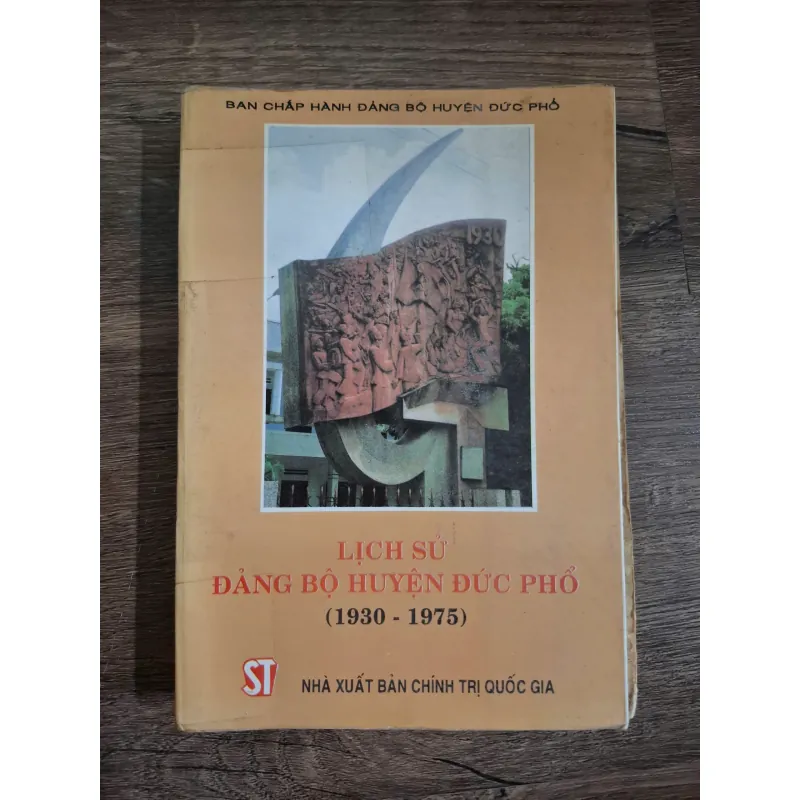 BAN CHẤP HÀNH ĐẢNG BỘ HUYỆN ĐỨC PHỔ
1930
LỊCH SỬ
ĐẢNG BỘ HUYỆN ĐỨC PHỔ
(1930 - 1975)
ST NHÀ XUẤT BẢN CHÍNH TRỊ QUỐC GIA